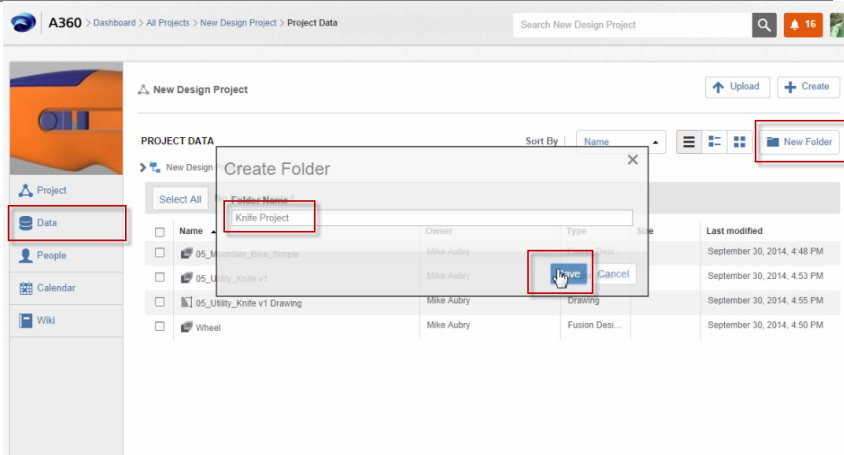 A360 > Dashboard > All Projects > New Design Project > Project Data
Search New Design Project
16
New Design Project
Upload
Create
PROJECT DATA
Sort By
Name
New Folder
New Design
Create Folder
Project
Select All
Folder Name
Data
Knife Project
Name
Owner
Type
Size
Last modified
05_Mountain_Bike_Simple
Mike Aubry
September 30, 2014, 4:48 PM
People
05_Utility_Knife v1
Mike Aubry
Save
Cancel
September 30, 2014, 4:53 PM
Calendar
05_Utility_Knife v1 Drawing
Mike Aubry
Drawing
September 30, 2014, 4:55 PM
Wiki
Wheel
Mike Aubry
Fusion Desi...
September 30, 2014, 4:50 PM